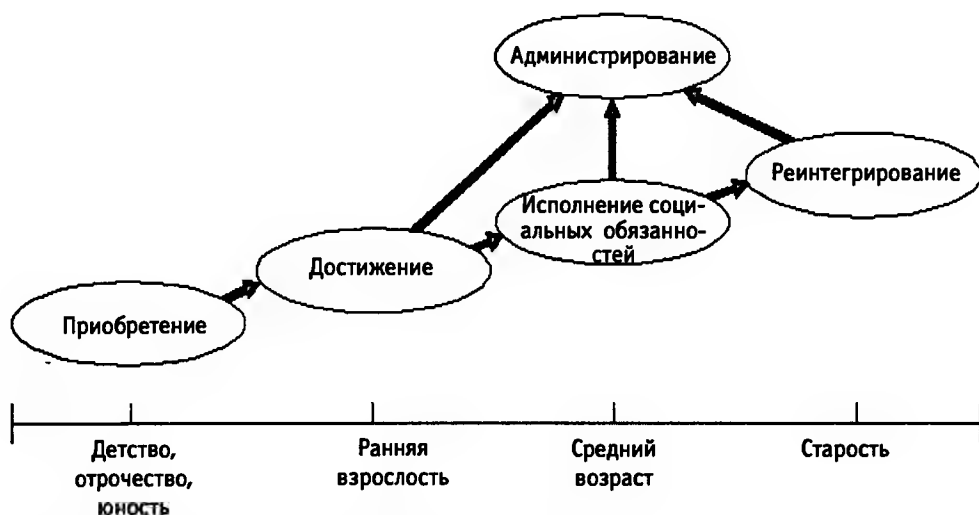 Администрирование
Реинтегрирование
Исполнение соци-
альных обязанно-
стей
Достижение
Приобретение
Детство,
отрочество,
юность
Ранняя
взрослость
Средний
возраст
Старость